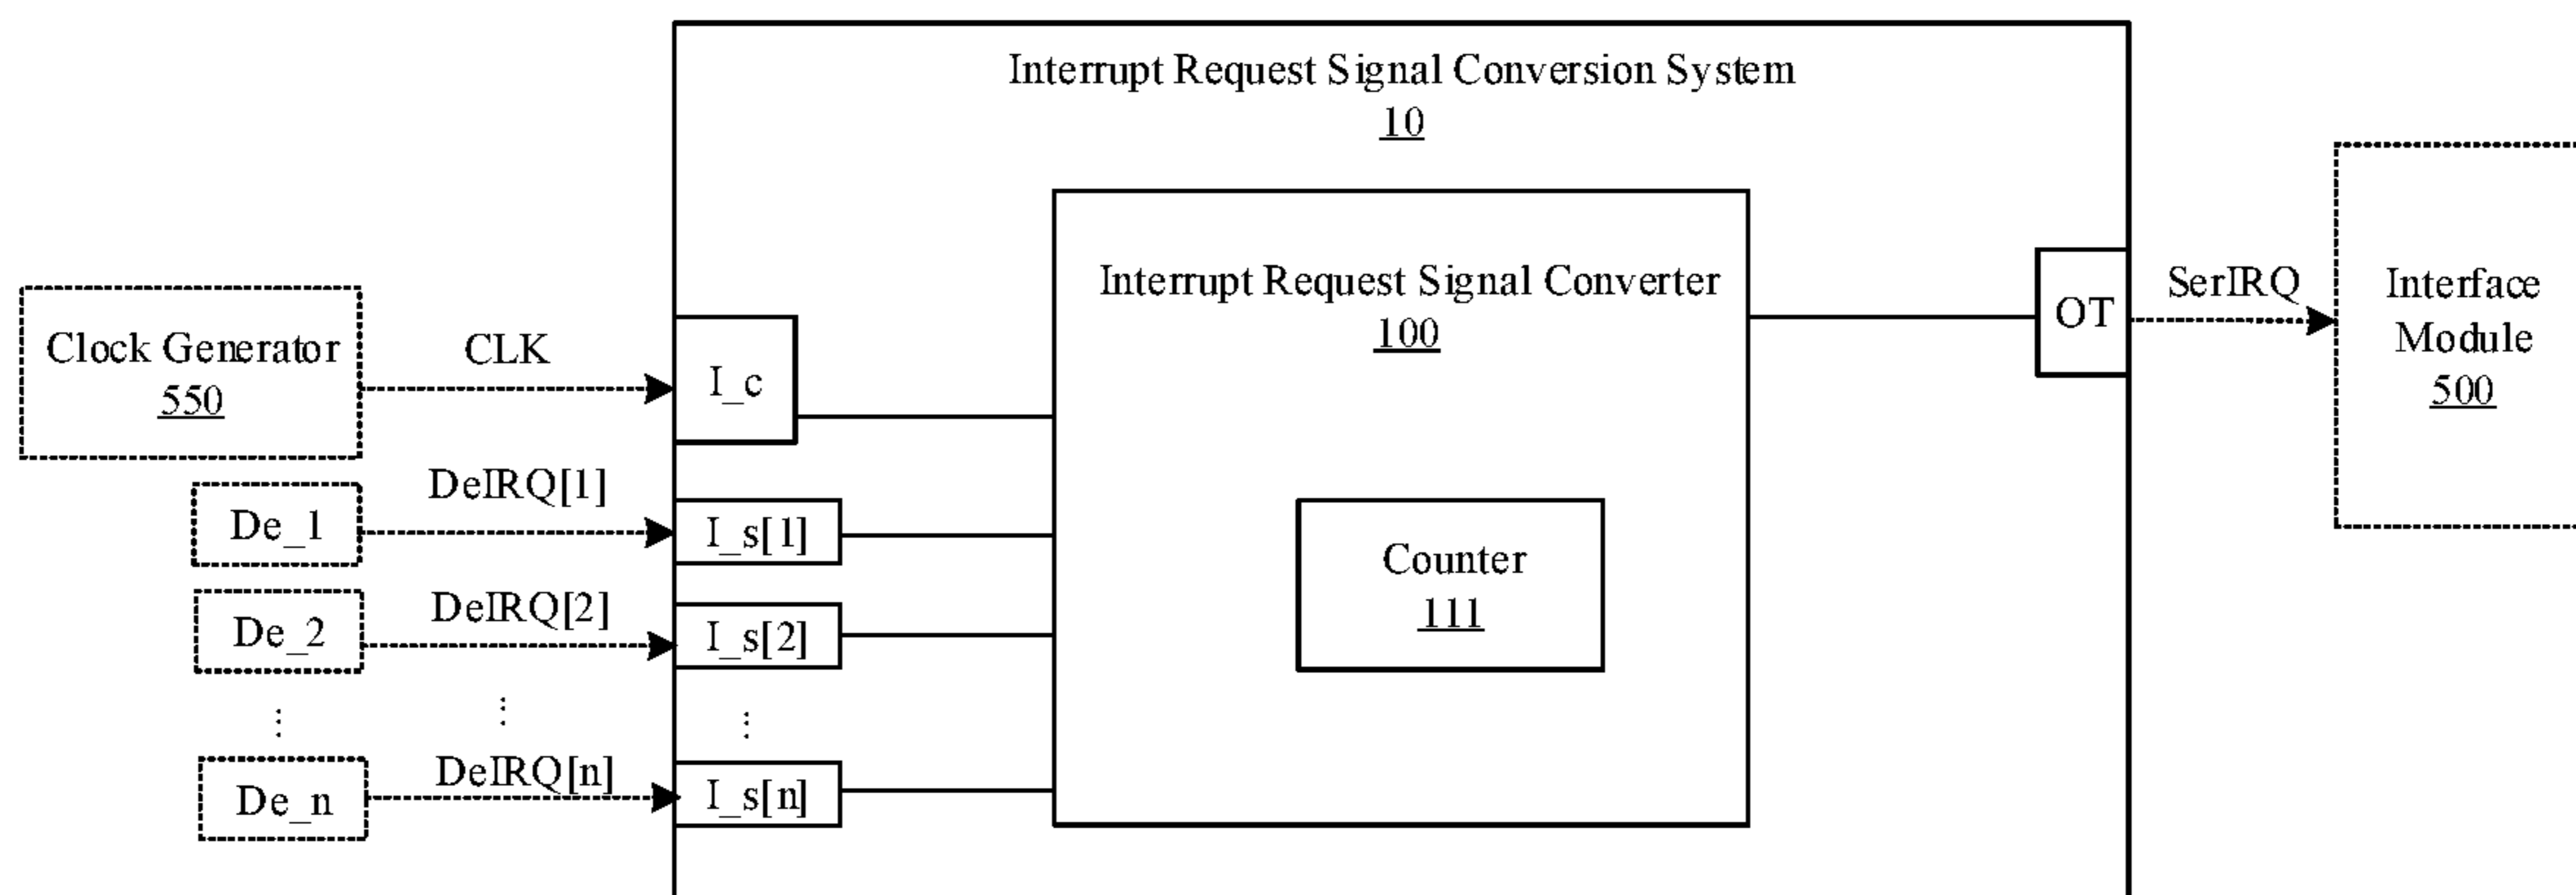 Interrupt Request Signal Conversion System
10
Interrupt Request Signal Converter
100
Counter
111
Clock Generator
550
CLK
I_c
De_1
DeIRQ[1]
I_s[1]
De_2
DeIRQ[2]
I_s[2]
⋮
⋮
⋮
De_n
DeIRQ[n]
I_s[n]
OT
SerIRQ
Interface
Module
500